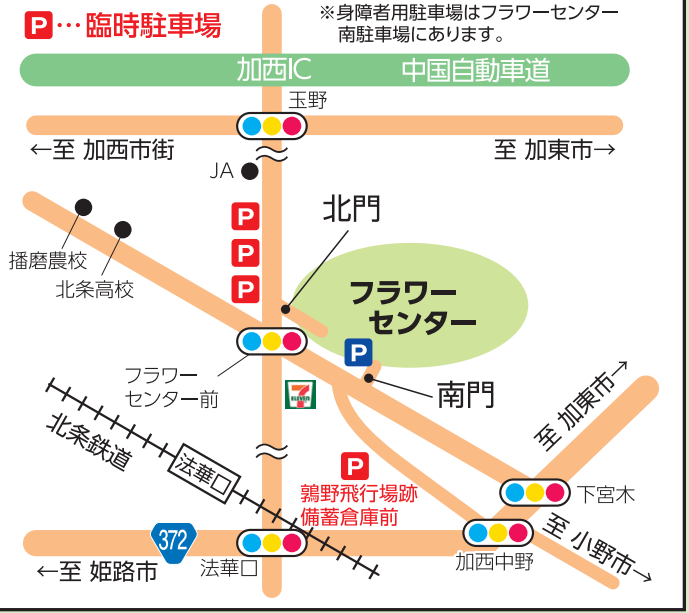 P…臨時駐車場
※身障者用駐車場はフラワーセンター
南駐車場にあります。
加西IC
中国自動車道
玉野
←至 加西市街
至 加東市→
JA
P
P
P
北門
播磨農校
北条高校
フラワー
センター
P
フラワー
センター前
7
ELEVEN
南門
至 加東市→
北条鉄道
法華口
P
鶉野飛行場跡
備蓄倉庫前
下宮木
372
←至 姫路市
法華口
加西中野
至 小野市→